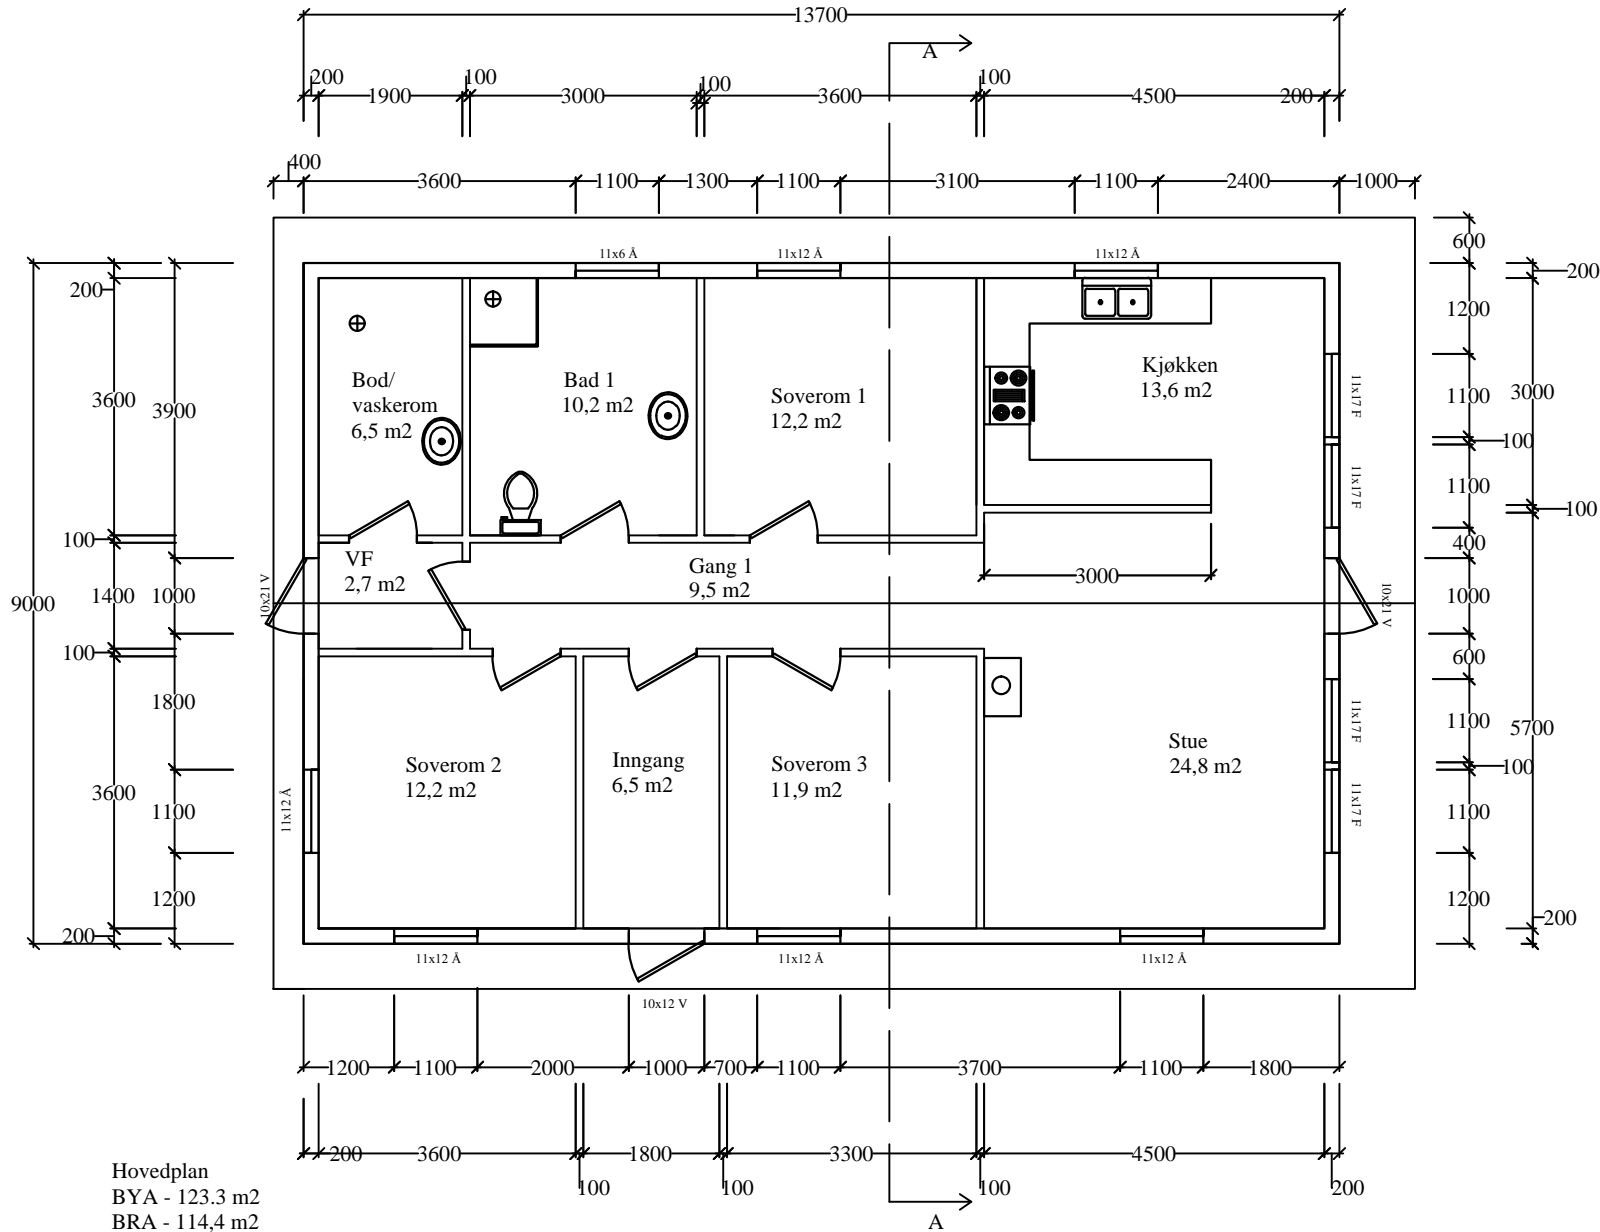 13700
A
200
100
100
100
1900
3000
3600
4500
200
400
3600
1100
1300
1100
3100
1100
2400
1000
600
200
1200
1100
3000
100
1100
100
400
1000
600
1100
5700
100
1100
1200
200
9000
200
3600
3900
100
1400
1000
100
1800
3600
1100
1200
200
11x6 Å
11x12 Å
11x12 Å
11x17 F
11x17 F
10x21 V
10x21 V
11x17 F
11x17 F
11x12 Å
Bod/
vaskerom
6,5 m2
Bad 1
10,2 m2
Soverom 1
12,2 m2
Kjøkken
13,6 m2
VF
2,7 m2
Gang 1
9,5 m2
3000
Soverom 2
12,2 m2
Inngang
6,5 m2
Soverom 3
11,9 m2
Stue
24,8 m2
11x12 Å
10x12 V
11x12 Å
11x12 Å
1200
1100
2000
1000
700
1100
3700
1100
1800
200
3600
1800
3300
4500
100
100
100
200
A
Hovedplan
BYA - 123.3 m2
BRA - 114,4 m2